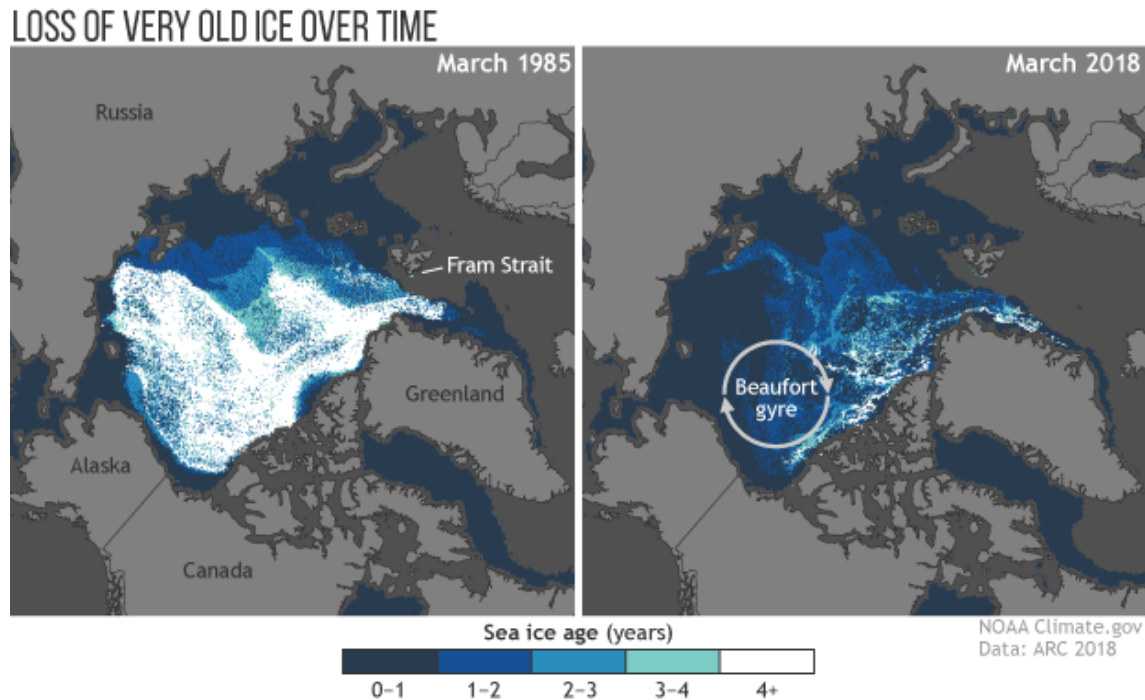 LOSS OF VERY OLD ICE OVER TIME
March 1985
March 2018
Russia
Fram Strait
Greenland
Alaska
Canada
Beaufort
gyre
Sea ice age (years)
0–1 1–2 2–3 3–4 4+
NOAA Climate.gov
Data: ARC 2018